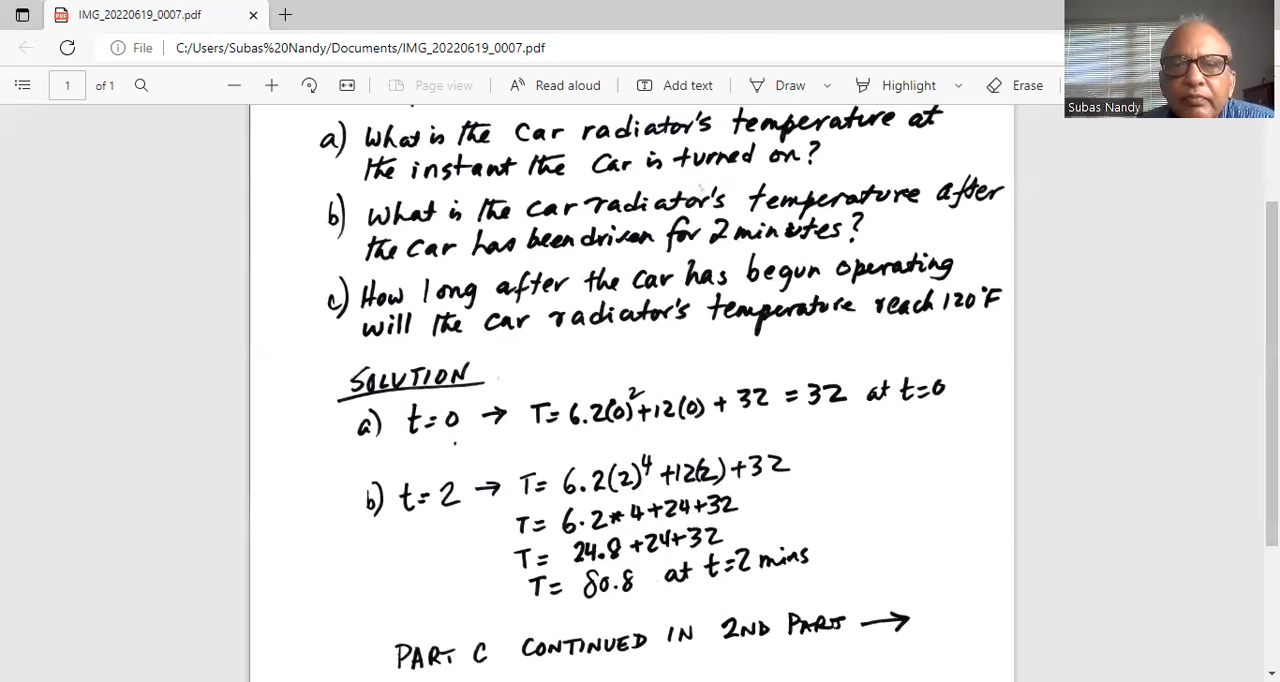 IMG_20220619_0007.pdf
File C:/Users/Subas%20Nandy/Documents/IMG_20220619_0007.pdf
1 of 1 Page view Read aloud Add text Draw Highlight Erase
Subas Nandy
a) What is the car radiator's temperature at
the instant the Car is turned on?
b) What is the car radiator's temperature after
the car has been driven for 2 minutes?
c) How long after the car has begun operating
will the car radiator's temperature reach 120°F
SOLUTION
a) t=0 → T= 6.2(0)²+12(0) + 32 = 32 at t=0
b) t=2 → T= 6.2(2)⁴ +12(2)+32
T= 6.2*4+24+32
T= 24.8+24+32
T= 80.8 at t=2 mins
PART C CONTINUED IN 2ND PART →